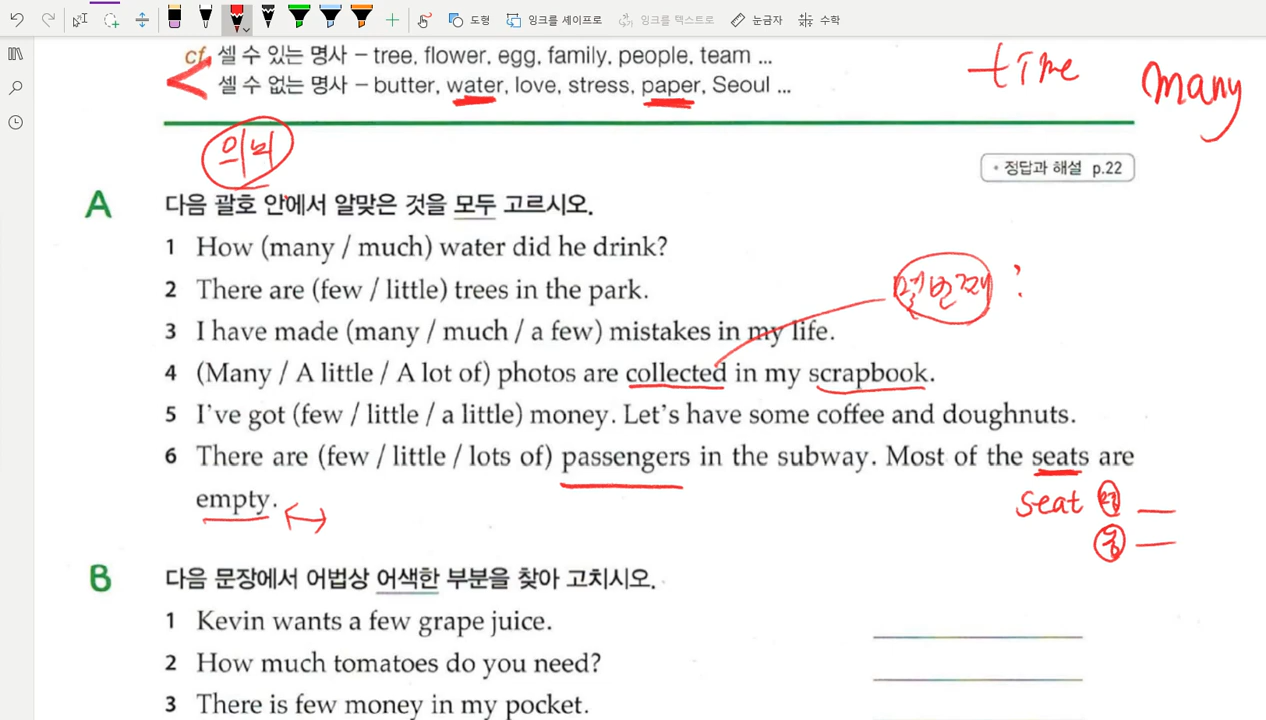 도형 잉크를 셰이프로 잉크를 텍스트로 눈금자 수학
cf. 셀 수 있는 명사 – tree, flower, egg, family, people, team ...
셀 수 없는 명사 – butter, water, love, stress, paper, Seoul ...
time many
의뢰
• 정답과 해설 p.22
A 다음 괄호 안에서 알맞은 것을 모두 고르시오.
1 How (many / much) water did he drink?
2 There are (few / little) trees in the park.
몇번째 ?
3 I have made (many / much / a few) mistakes in my life.
4 (Many / A little / A lot of) photos are collected in my scrapbook.
5 I've got (few / little / a little) money. Let's have some coffee and doughnuts.
6 There are (few / little / lots of) passengers in the subway. Most of the seats are
empty.
seat 명
동
B 다음 문장에서 어법상 어색한 부분을 찾아 고치시오.
1 Kevin wants a few grape juice.
2 How much tomatoes do you need?
3 There is few money in my pocket.